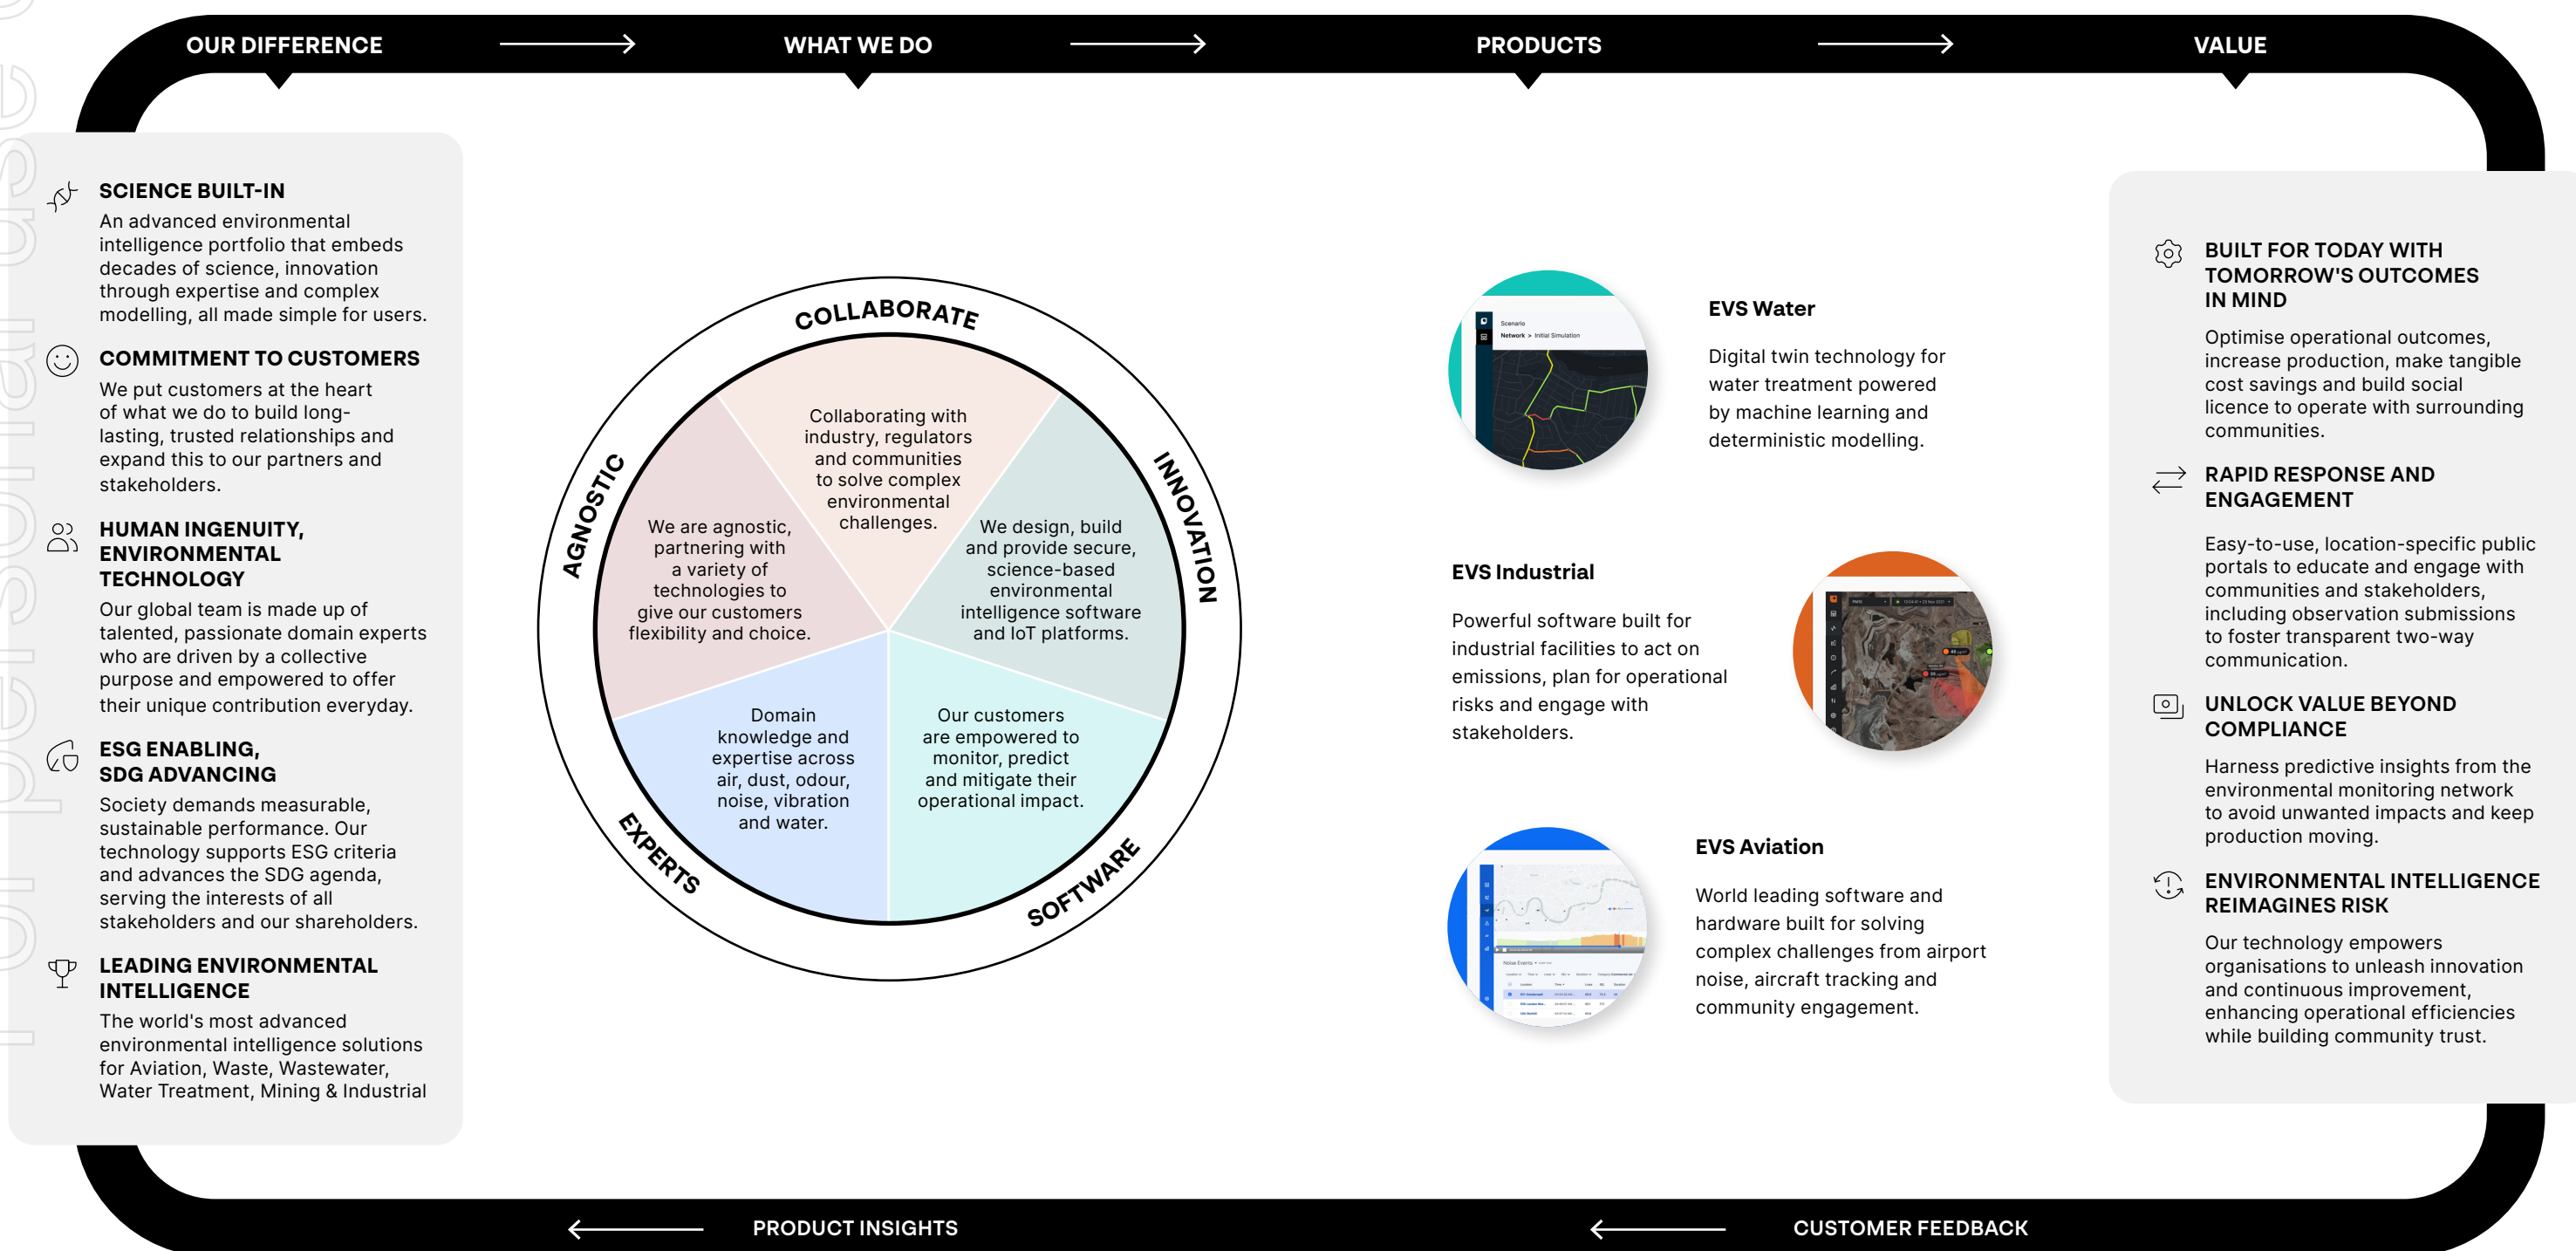 OUR DIFFERENCE
WHAT WE DO
PRODUCTS
VALUE
SCIENCE BUILT-IN
An advanced environmental
intelligence portfolio that embeds
decades of science, innovation
through expertise and complex
modelling, all made simple for users.
COMMITMENT TO CUSTOMERS
We put customers at the heart
of what we do to build long-
lasting, trusted relationships and
expand this to our partners and
stakeholders.
HUMAN INGENUITY,
ENVIRONMENTAL
TECHNOLOGY
Our global team is made up of
talented, passionate domain experts
who are driven by a collective
purpose and empowered to offer
their unique contribution everyday.
ESG ENABLING,
SDG ADVANCING
Society demands measurable,
sustainable performance. Our
technology supports ESG criteria
and advances the SDG agenda,
serving the interests of all
stakeholders and our shareholders.
LEADING ENVIRONMENTAL
INTELLIGENCE
The world's most advanced
environmental intelligence solutions
for Aviation, Waste, Wastewater,
Water Treatment, Mining & Industrial
COLLABORATE
Collaborating with
industry, regulators
and communities
to solve complex
environmental
challenges.
INNOVATION
We design, build
and provide secure,
science-based
environmental
intelligence software
and IoT platforms.
SOFTWARE
Our customers
are empowered to
monitor, predict
and mitigate their
operational impact.
EXPERTS
Domain
knowledge and
expertise across
air, dust, odour,
noise, vibration
and water.
AGNOSTIC
We are agnostic,
partnering with
a variety of
technologies to
give our customers
flexibility and choice.
Scenario
Network > Initial Simulation
EVS Water
Digital twin technology for
water treatment powered
by machine learning and
deterministic modelling.
EVS Industrial
Powerful software built for
industrial facilities to act on
emissions, plan for operational
risks and engage with
stakeholders.
Noise Events
EVS Aviation
World leading software and
hardware built for solving
complex challenges from airport
noise, aircraft tracking and
community engagement.
BUILT FOR TODAY WITH
TOMORROW'S OUTCOMES
IN MIND
Optimise operational outcomes,
increase production, make tangible
cost savings and build social
licence to operate with surrounding
communities.
RAPID RESPONSE AND
ENGAGEMENT
Easy-to-use, location-specific public
portals to educate and engage with
communities and stakeholders,
including observation submissions
to foster transparent two-way
communication.
UNLOCK VALUE BEYOND
COMPLIANCE
Harness predictive insights from the
environmental monitoring network
to avoid unwanted impacts and keep
production moving.
ENVIRONMENTAL INTELLIGENCE
REIMAGINES RISK
Our technology empowers
organisations to unleash innovation
and continuous improvement,
enhancing operational efficiencies
while building community trust.
PRODUCT INSIGHTS
CUSTOMER FEEDBACK
For personal use